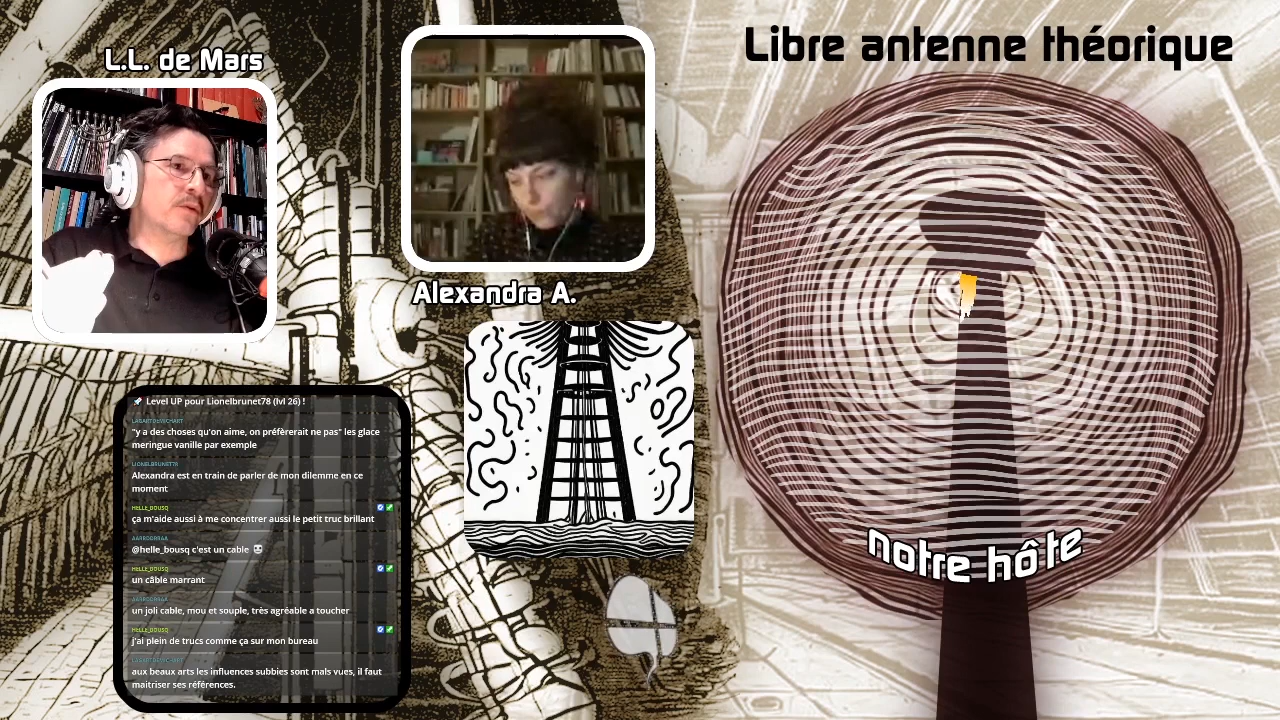 Libre antenne théorique
L.L. de Mars
Alexandra A.
Level UP pour Lionelbrunet78 (lvl 26) !
"y a des choses qu'on aime, on préfèrerait ne pas" les glace
meringue vanille par exemple
LIONELBRUNET78
Alexandra est en train de parler de mon dilemme en ce
moment
HELLE_BOUSQ
ça m'aide aussi à me concentrer aussi le petit truc brillant
@helle_bousq c'est un cable
HELLE_BOUSQ
un câble marrant
un joli cable, mou et souple, très agréable a toucher
HELLE_BOUSQ
j'ai plein de trucs comme ça sur mon bureau
aux beaux arts les influences subbies sont mals vues, il faut
maitriser ses références.
notre hôte